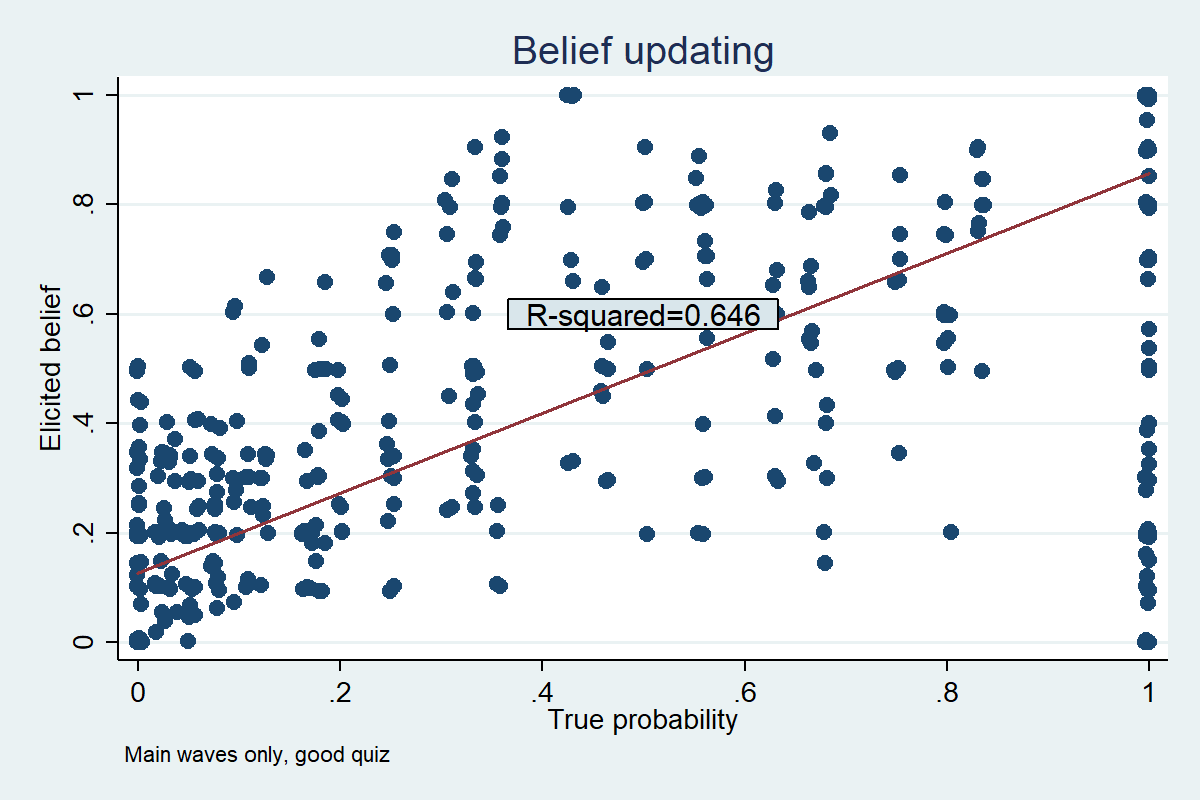 Belief updating
Elicited belief
1
.8
.6
.4
.2
0
R-squared=0.646
0 .2 .4 .6 .8 1
True probability
Main waves only, good quiz